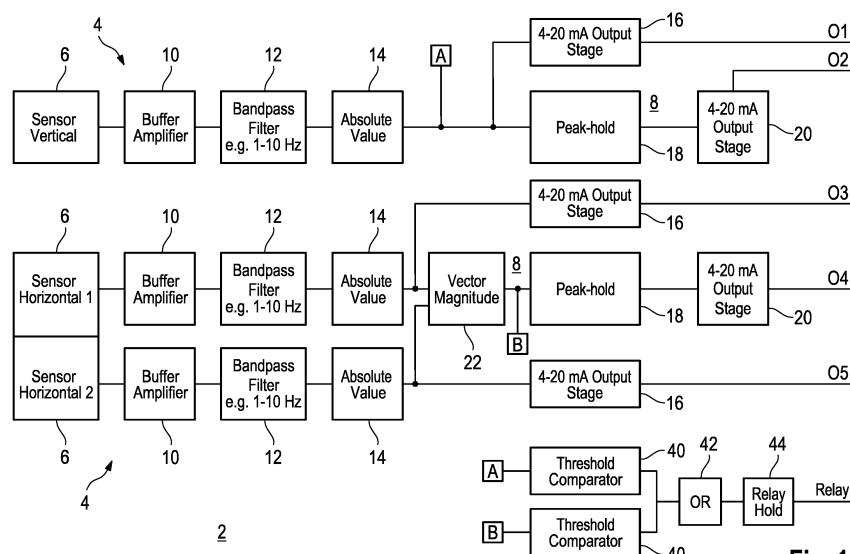 4
6
10
12
14
A
16
4-20 mA Output
Stage
O1
O2
Sensor
Vertical
Buffer
Amplifier
Bandpass
Filter
e.g. 1-10 Hz
Absolute
Value
Peak-hold
8
18
4-20 mA
Output
Stage
20
6
10
12
14
4-20 mA Output
Stage
16
O3
Sensor
Horizontal 1
Buffer
Amplifier
Bandpass
Filter
e.g. 1-10 Hz
Absolute
Value
Vector
Magnitude
22
8
B
Peak-hold
18
4-20 mA
Output
Stage
20
O4
Sensor
Horizontal 2
Buffer
Amplifier
Bandpass
Filter
e.g. 1-10 Hz
Absolute
Value
4-20 mA Output
Stage
16
O5
6
10
12
14
4
2
A
Threshold
Comparator
40
42
OR
44
Relay
Hold
Relay
B
Threshold
Comparator
40